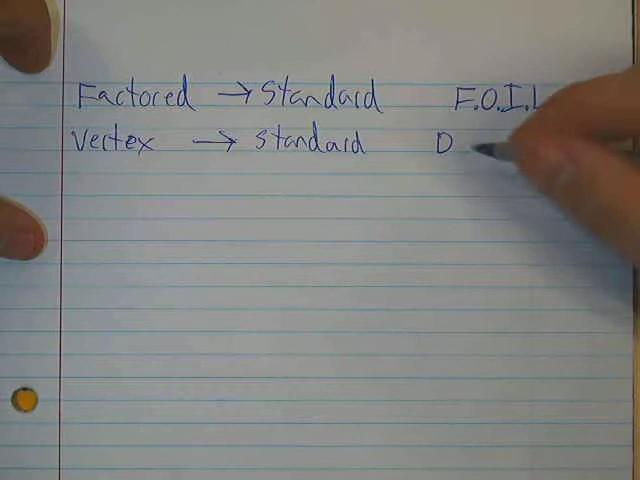 Factored → Standard F.O.I.L
Vertex → Standard D